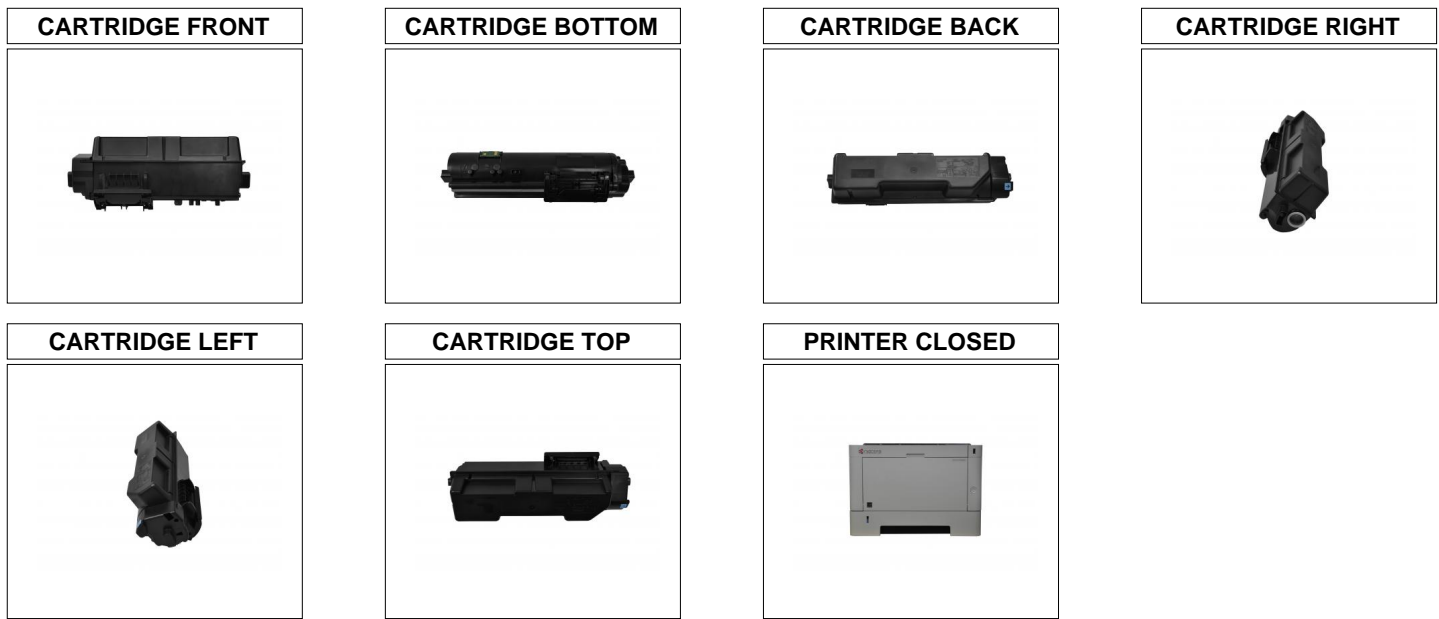 CARTRIDGE FRONT
CARTRIDGE BOTTOM
CARTRIDGE BACK
CARTRIDGE RIGHT
CARTRIDGE LEFT
CARTRIDGE TOP
PRINTER CLOSED